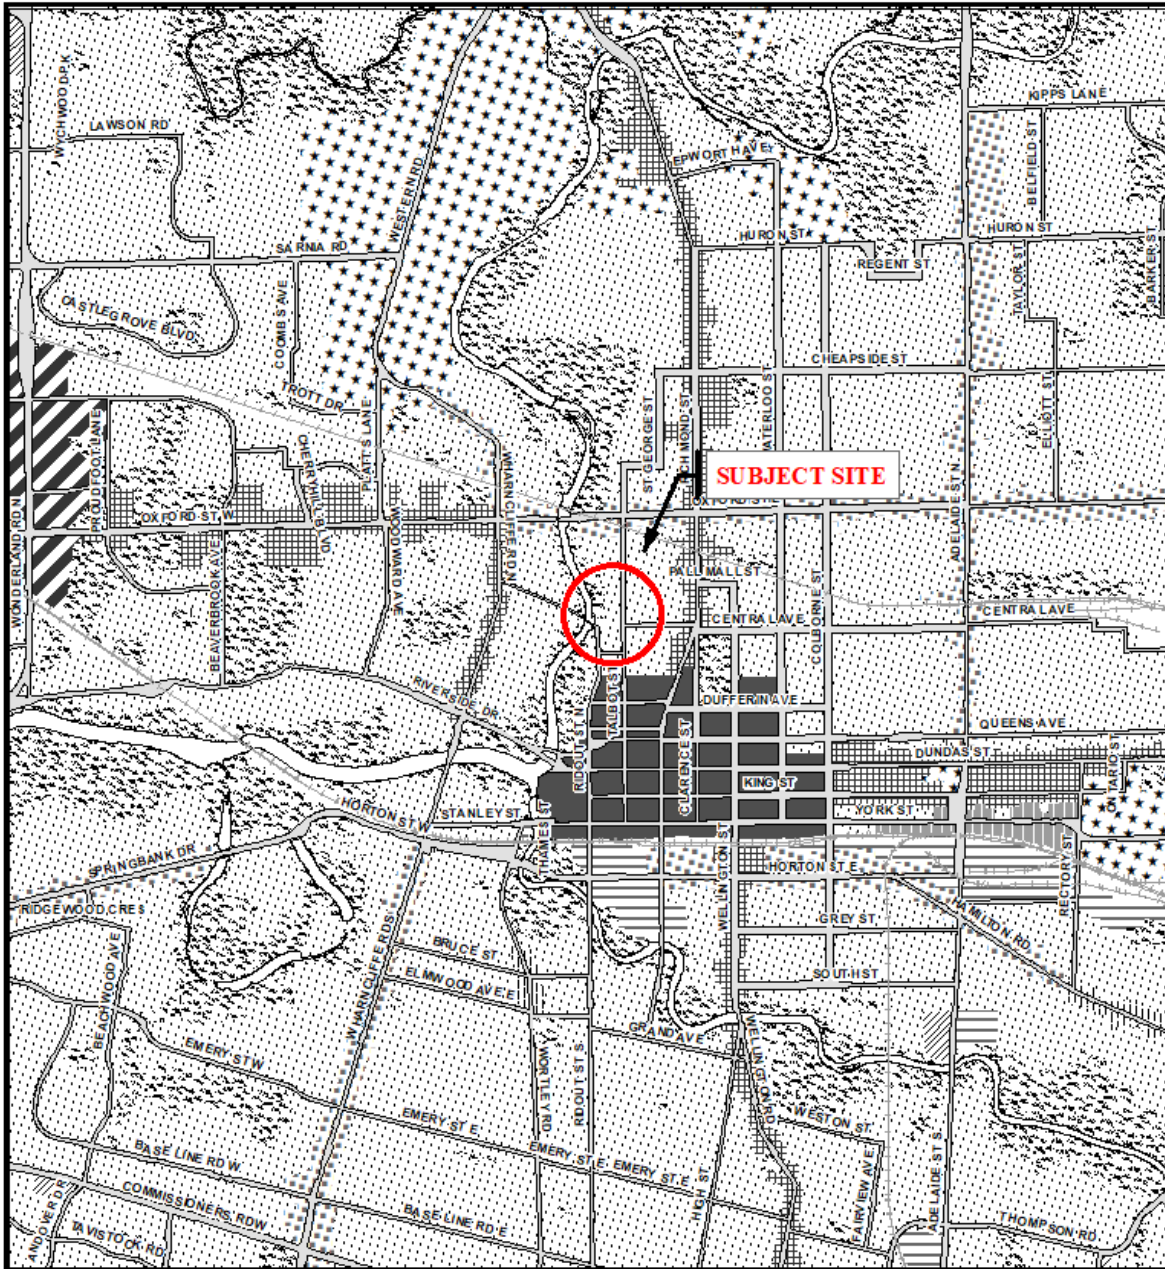 WYCHWOOD PK
LAWSON RD
KIPPS LANE
BELFIELD ST
EPWORTH AVE
WESTERN RD
SARNIA RD
HURON ST
HURON ST
REGENT ST
TAYLOR ST
BARKER ST
CASTLEGROVE BLVD
COOMBS AVE
CHEAPSIDE ST
TROTT DR
PLATT'S LANE
ST GEORGE ST
ELLIOTT ST
PROUDFOOT LANE
CHERRYHILL BLVD
WHARNCLIFFE RD N
SUBJECT SITE
ADELAIDE ST N
WONDERLAND RD N
OXFORD ST W
WOODWARD AVE
BEAVERBROOK AVE
PALL MALL ST
COLBORNE ST
CENTRAL AVE
CENTRAL AVE
RIVERSIDE DR
TALBOT ST
DUFFERIN AVE
RIDOUT ST N
CLARENCE ST
QUEENS AVE
DUNDAS ST
KING ST
ONTARIO ST
YORK ST
HORTON ST W
STANLEY ST
THAMES ST
WELLINGTON ST
SPRINGBANK DR
HORTON ST E
RECTORY ST
RIDGEWOOD CRES
HAMILTON RD
GREY ST
BEACHWOOD AVE
WHARNCLIFFE RD S
BRUCE ST
ELMWOOD AVE E
SOUTH ST
GRAND AVE
WELLINGTON RD
EMERY ST W
WORTLEY RD
RIDOUT ST S
EMERY ST E
WESTON ST
EMERY ST E EMERY ST E
HIGH ST
FAIRVIEW AVE
ADELAIDE ST S
BASE LINE RD W
COMMISSIONERS RD W
BASE LINE RD E
THOMPSON RD
ANDOVER DR
TAVISTOCK RD